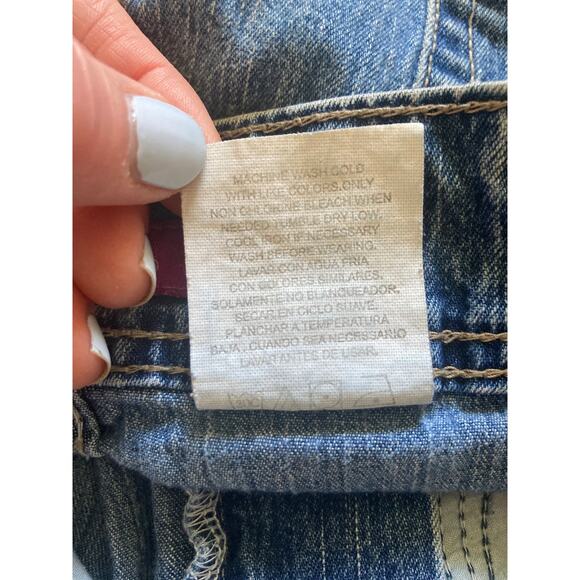 MACHINE WASH COLD
WITH LIKE COLORS.ONLY
NON CHLORINE BLEACH WHEN
NEEDED TUMBLE DRY LOW.
COOL IRON IF NECESSARY
WASH BEFORE WEARING.
LAVAR CON AGUA FRIA
CON COLORES SIMILARES.
SOLAMENTE NO BLANQUEADOR.
SECAR EN CICLO SUAVE.
PLANCHAR A TEMPERATURA
BAJA. CUANDO SEA NECESARIO
LAVAR ANTES DE USAR.